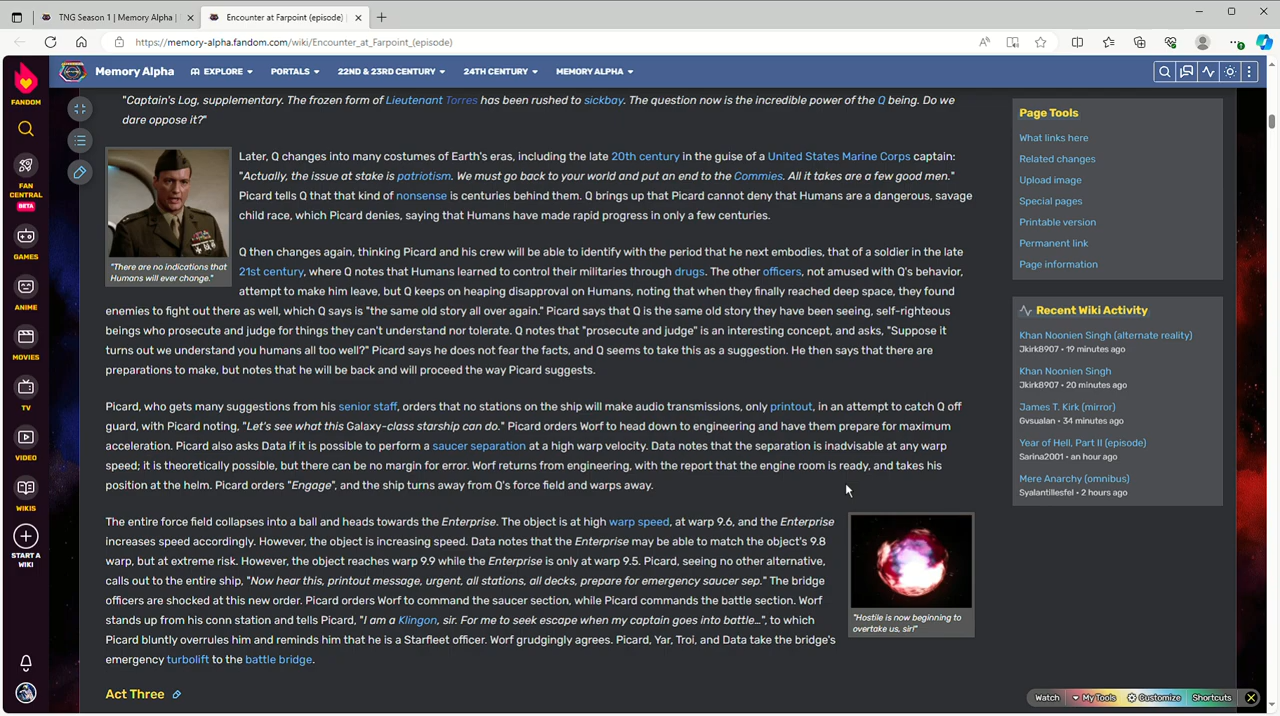 TNG Season 1 | Memory Alpha |
Encounter at Farpoint (episode)
https://memory-alpha.fandom.com/wiki/Encounter_at_Farpoint_(episode)
FANDOM
FAN CENTRAL
BETA
GAMES
ANIME
MOVIES
TV
VIDEO
WIKIS
START A WIKI
Memory Alpha
EXPLORE
PORTALS
22ND & 23RD CENTURY
24TH CENTURY
MEMORY ALPHA
"Captain's Log, supplementary. The frozen form of Lieutenant Torres has been rushed to sickbay. The question now is the incredible power of the Q being. Do we
dare oppose it?"
"There are no indications that
Humans will ever change."
Later, Q changes into many costumes of Earth's eras, including the late 20th century in the guise of a United States Marine Corps captain:
"Actually, the issue at stake is patriotism. We must go back to your world and put an end to the Commies. All it takes are a few good men."
Picard tells Q that that kind of nonsense is centuries behind them. Q brings up that Picard cannot deny that Humans are a dangerous, savage
child race, which Picard denies, saying that Humans have made rapid progress in only a few centuries.
Q then changes again, thinking Picard and his crew will be able to identify with the period that he next embodies, that of a soldier in the late
21st century, where Q notes that Humans learned to control their militaries through drugs. The other officers, not amused with Q's behavior,
attempt to make him leave, but Q keeps on heaping disapproval on Humans, noting that when they finally reached deep space, they found
enemies to fight out there as well, which Q says is "the same old story all over again." Picard says that Q is the same old story they have been seeing, self-righteous
beings who prosecute and judge for things they can't understand nor tolerate. Q notes that "prosecute and judge" is an interesting concept, and asks, "Suppose it
turns out we understand you humans all too well?" Picard says he does not fear the facts, and Q seems to take this as a suggestion. He then says that there are
preparations to make, but notes that he will be back and will proceed the way Picard suggests.
Picard, who gets many suggestions from his senior staff, orders that no stations on the ship will make audio transmissions, only printout, in an attempt to catch Q off
guard, with Picard noting, "Let's see what this Galaxy-class starship can do." Picard orders Worf to head down to engineering and have them prepare for maximum
acceleration. Picard also asks Data if it is possible to perform a saucer separation at a high warp velocity. Data notes that the separation is inadvisable at any warp
speed; it is theoretically possible, but there can be no margin for error. Worf returns from engineering, with the report that the engine room is ready, and takes his
position at the helm. Picard orders "Engage", and the ship turns away from Q's force field and warps away.
The entire force field collapses into a ball and heads towards the Enterprise. The object is at high warp speed, at warp 9.6, and the Enterprise
increases speed accordingly. However, the object is increasing speed. Data notes that the Enterprise may be able to match the object's 9.8
warp, but at extreme risk. However, the object reaches warp 9.9 while the Enterprise is only at warp 9.5. Picard, seeing no other alternative,
calls out to the entire ship, "Now hear this, printout message, urgent, all stations, all decks, prepare for emergency saucer sep." The bridge
officers are shocked at this new order. Picard orders Worf to command the saucer section, while Picard commands the battle section. Worf
stands up from his conn station and tells Picard, "I am a Klingon, sir. For me to seek escape when my captain goes into battle…", to which
Picard bluntly overrules him and reminds him that he is a Starfleet officer. Worf grudgingly agrees. Picard, Yar, Troi, and Data take the bridge's
emergency turbolift to the battle bridge.
"Hostile is now beginning to
overtake us, sir!"
Act Three
Page Tools
What links here
Related changes
Upload image
Special pages
Printable version
Permanent link
Page information
Recent Wiki Activity
Khan Noonien Singh (alternate reality)
Jkirk8907 • 19 minutes ago
Khan Noonien Singh
Jkirk8907 • 20 minutes ago
James T. Kirk (mirror)
Gvsualan • 34 minutes ago
Year of Hell, Part II (episode)
Sarina2001 • an hour ago
Mere Anarchy (omnibus)
Syalantillesfel • 2 hours ago
Watch
My Tools
Customize
Shortcuts